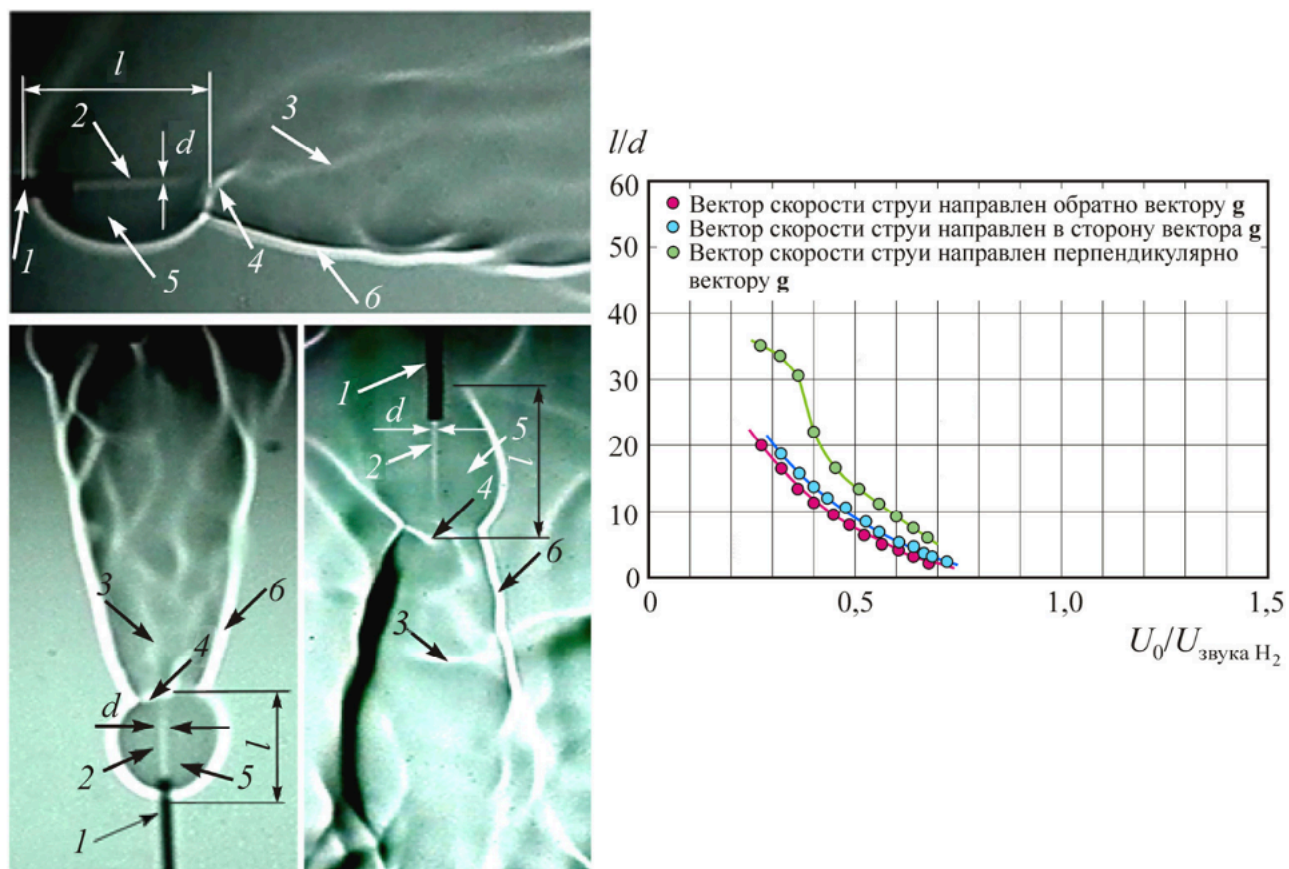 l
2
d
3
1
5
4
6
1
d
5
2
l
4
6
3
3
6
4
d
2
5
l
1
l/d
60
50
40
30
20
10
0
Вектор скорости струи направлен обратно вектору g
Вектор скорости струи направлен в сторону вектора g
Вектор скорости струи направлен перпендикулярно
вектору g
0
0,5
1,0
1,5
U₀/U звука H₂